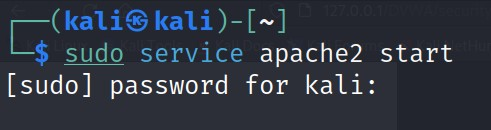 ┌──(kali㉿kali)-[~]
└─$ sudo service apache2 start
[sudo] password for kali: